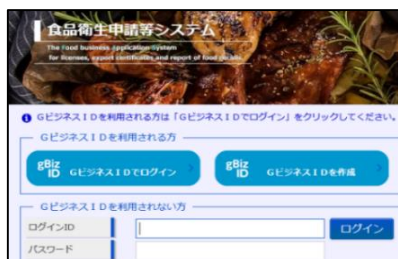 食品衛生申請等システム
The Food business Application System
for licenses, export certificates and report of food recalls
GビジネスIDを利用される方は「GビジネスIDでログイン」をクリックしてください。
GビジネスIDを利用される方
gBiz ID GビジネスIDでログイン
gBiz ID GビジネスIDを作成
GビジネスIDを利用されない方
ログインID
ログイン
パスワード